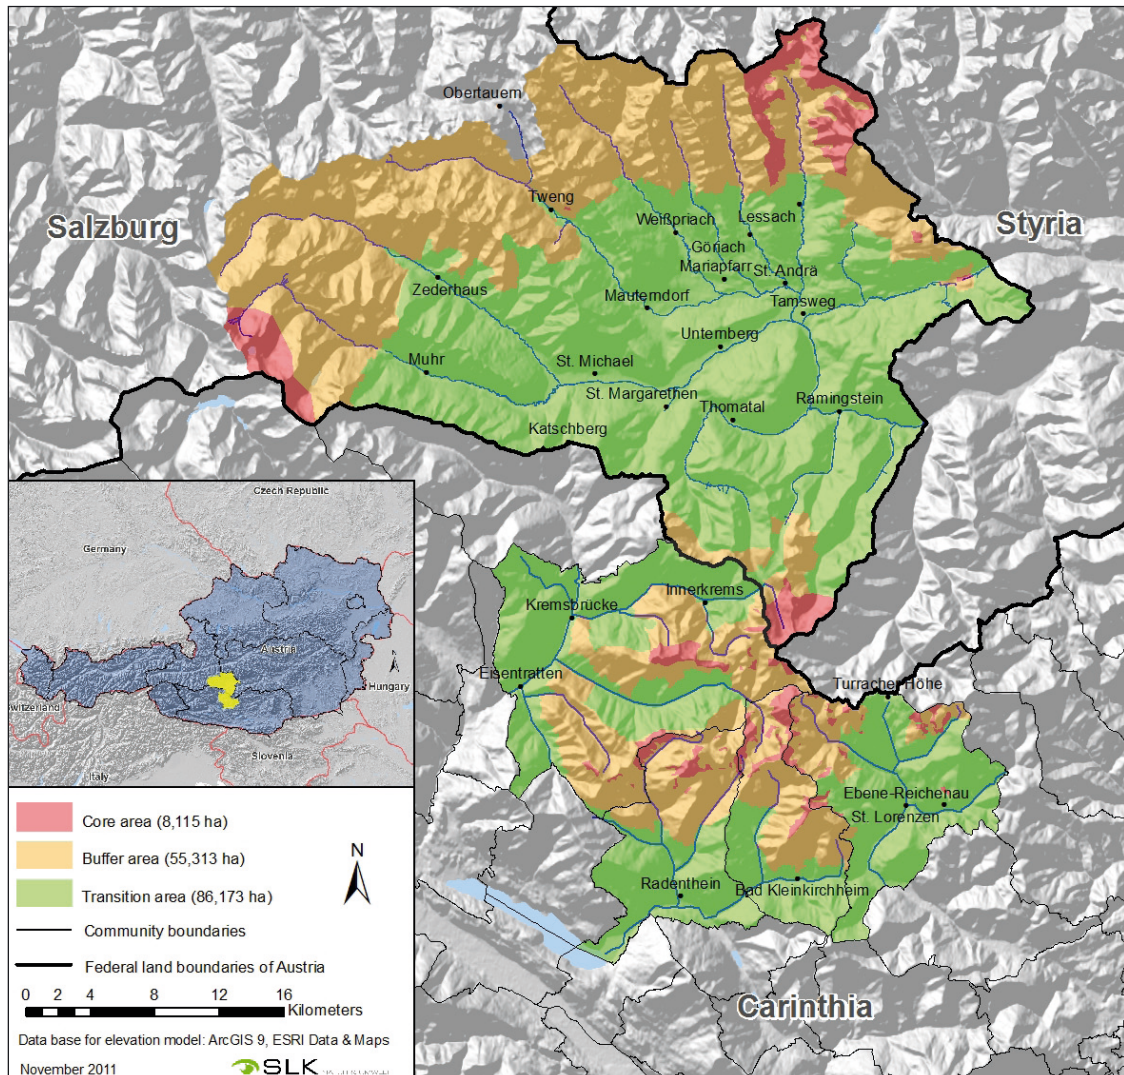 Obertauern
Salzburg
Styria
Tweng
Weißpriach
Lessach
Göriach
Mariapfarr
St. Andrä
Zederhaus
Mauterndorf
Tamsweg
Unternberg
Muhr
St. Michael
St. Margarethen
Thomatal
Ramingstein
Katschberg
Innerkrems
Kremsbrücke
Eisentratten
Turracher Höhe
Ebene-Reichenau
St. Lorenzen
Radenthein
Bad Kleinkirchheim
Carinthia
Czech Republic
Germany
Austria
Hungary
Switzerland
Slovenia
Italy
Core area (8,115 ha)
Buffer area (55,313 ha)
Transition area (86,173 ha)
N
Community boundaries
Federal land boundaries of Austria
0 2 4 8 12 16
Kilometers
Data base for elevation model: ArcGIS 9, ESRI Data & Maps
November 2011
SLK